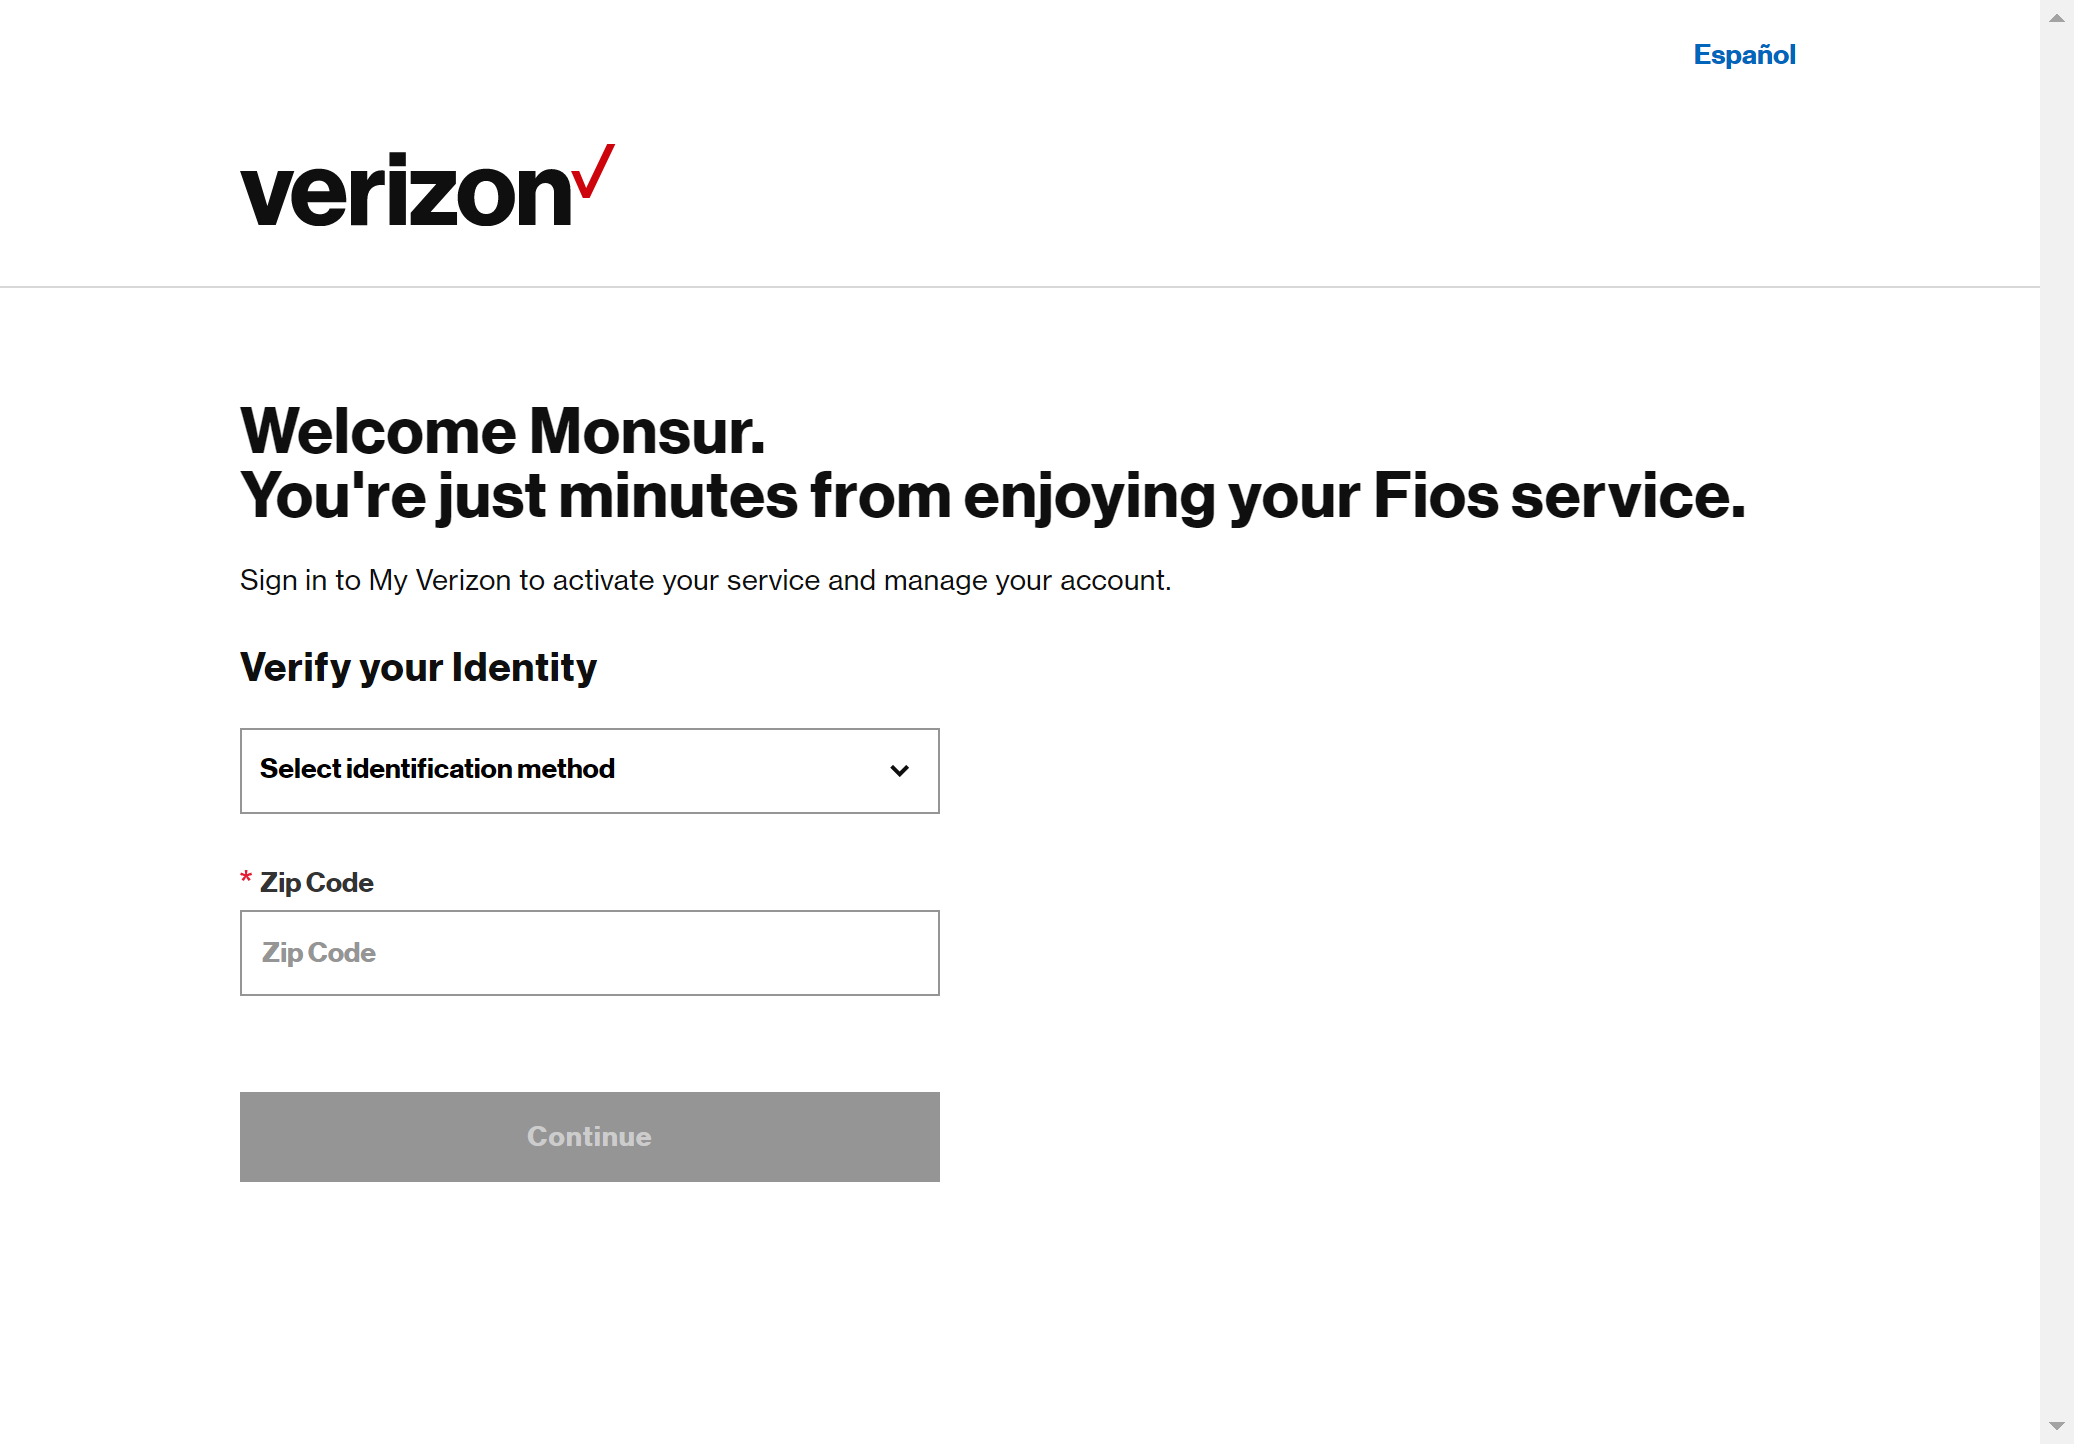 Español
verizon
Welcome Monsur.
You're just minutes from enjoying your Fios service.
Sign in to My Verizon to activate your service and manage your account.
Verify your Identity
Select identification method
* Zip Code
Zip Code
Continue